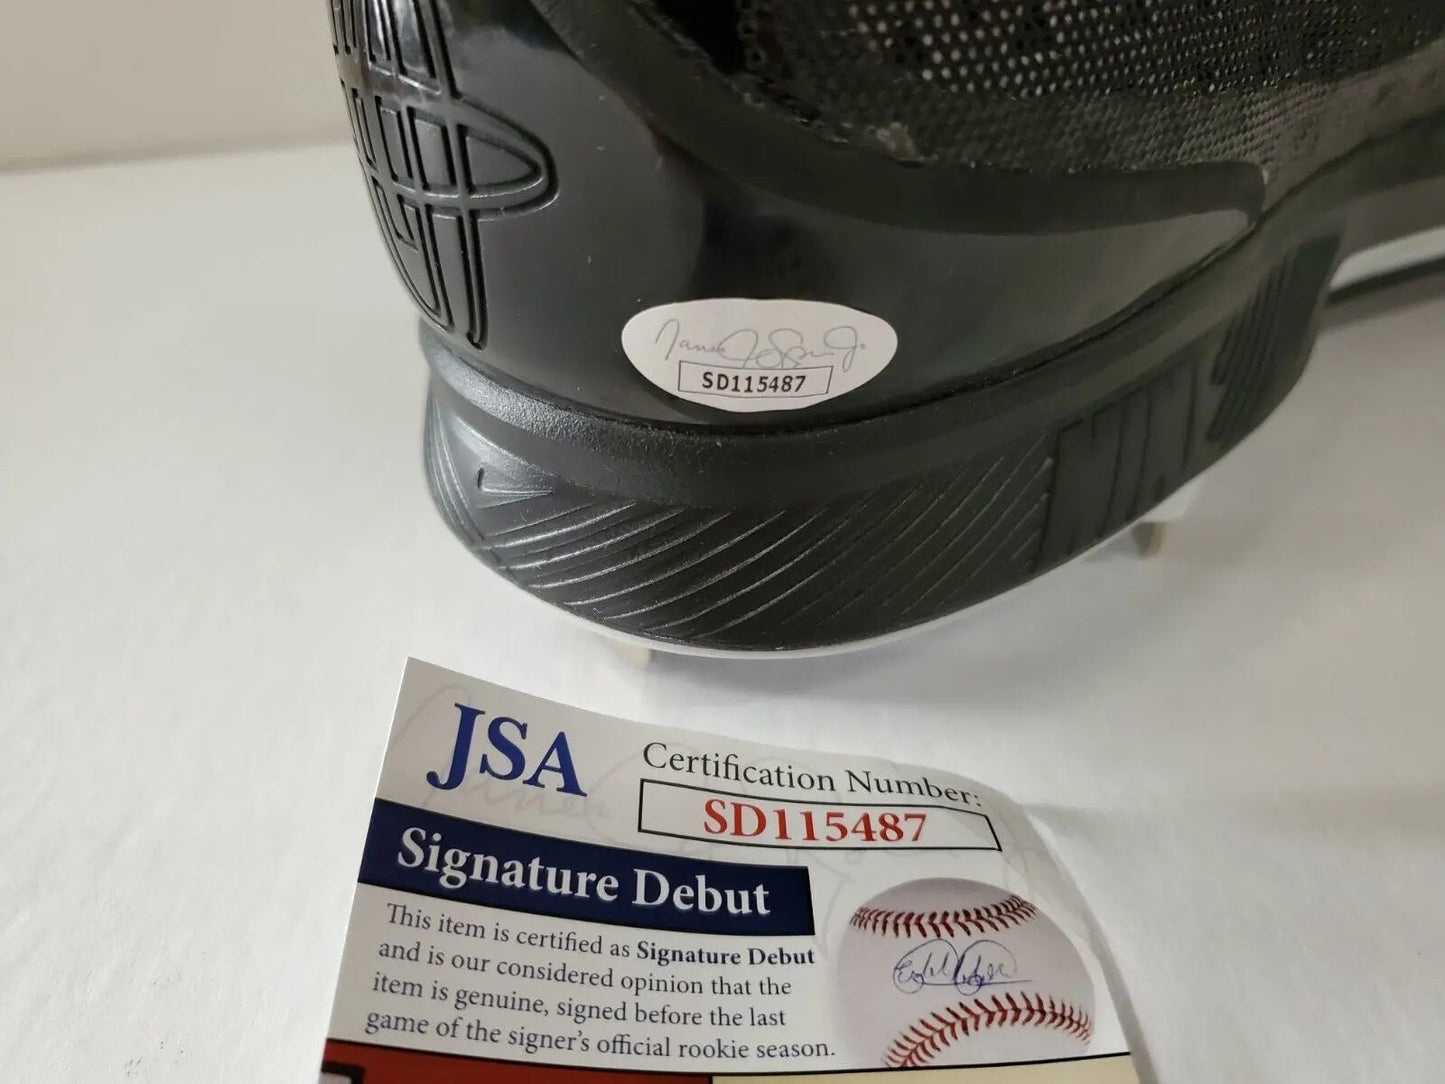 SD115487
JSA
Certification Number:
SD115487
Signature Debut
This item is certified as Signature Debut
and is our considered opinion that the
item is genuine, signed before the last
game of the signer's official rookie season.